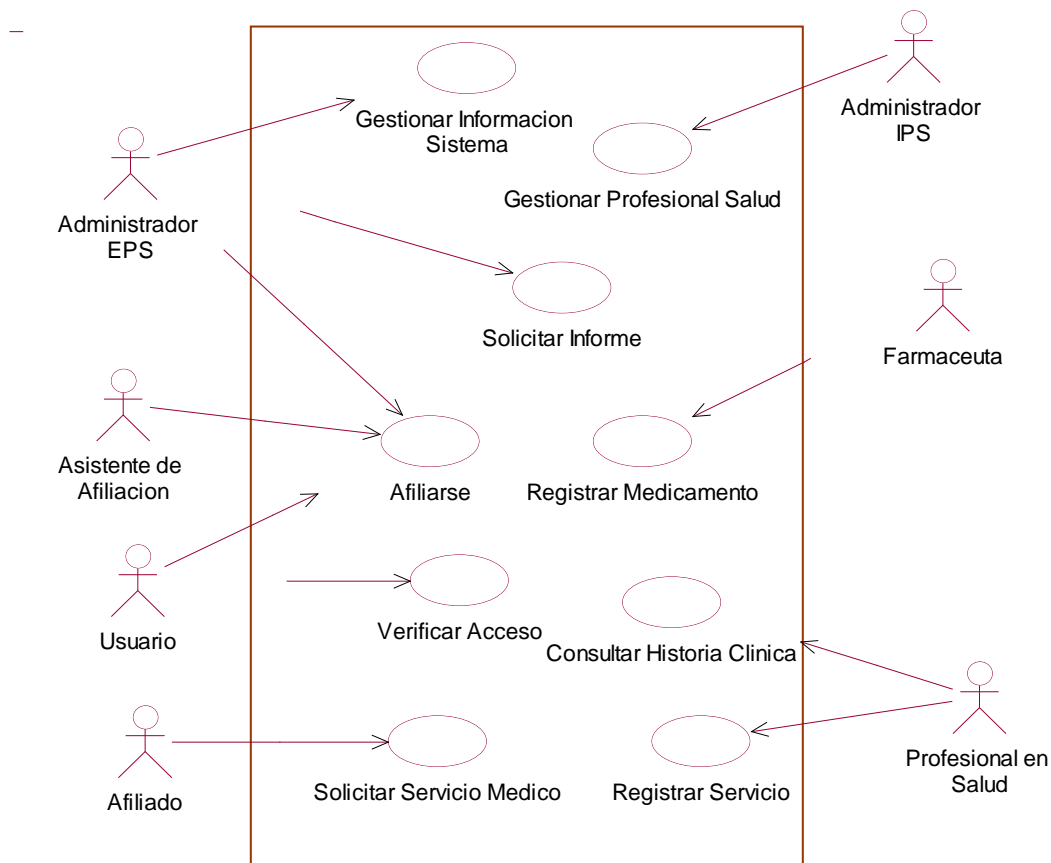 Gestionar Informacion
Sistema
Administrador
IPS
Gestionar Profesional Salud
Administrador
EPS
Solicitar Informe
Farmaceuta
Asistente de
Afiliacion
Afiliarse
Registrar Medicamento
Usuario
Verificar Acceso
Consultar Historia Clinica
Afiliado
Solicitar Servicio Medico
Registrar Servicio
Profesional en
Salud